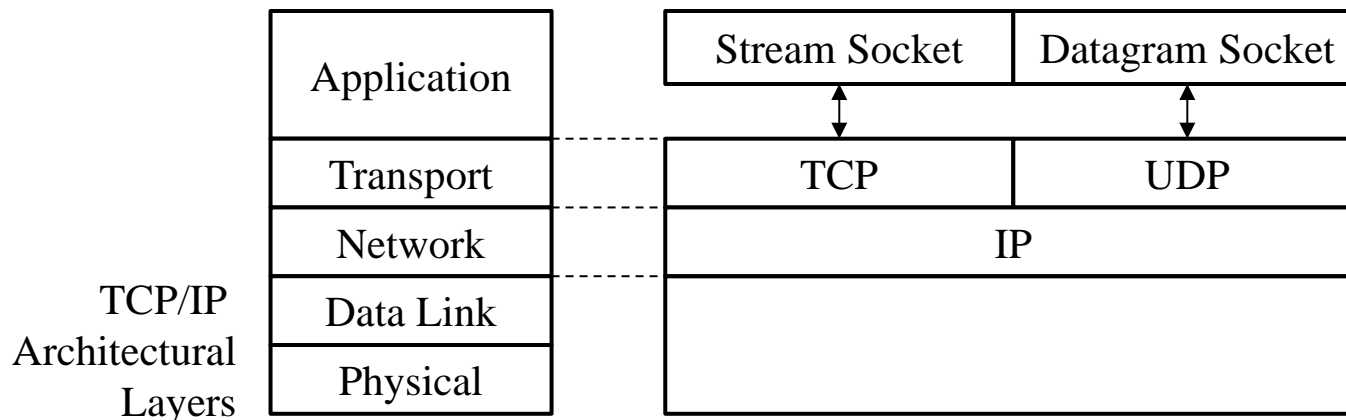 Application
Transport
Network
Data Link
Physical
TCP/IP
Architectural
Layers
Stream Socket
Datagram Socket
TCP
UDP
IP